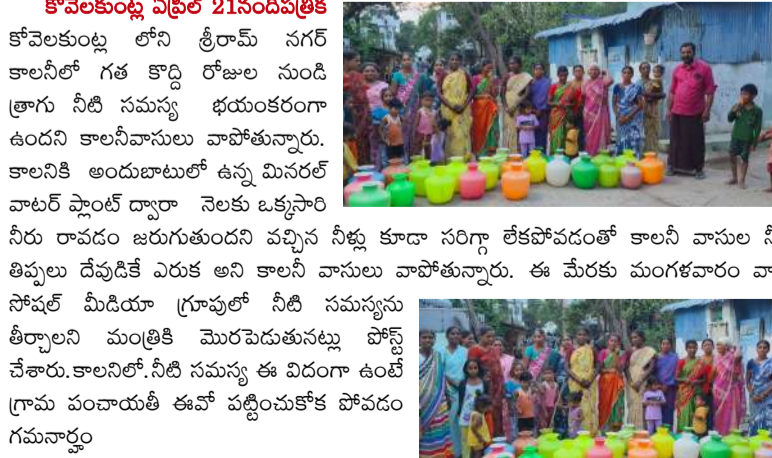 కోవెలకుంట్ల ఏప్రిల్ 21నందిపత్రిక
కోవెలకుంట్ల లోని శ్రీరామ్ నగర్
కాలనీలో గత కొద్ది రోజుల నుండి
త్రాగు నీటి సమస్య భయంకరంగా
ఉందని కాలనీవాసులు వాపోతున్నారు.
కాలనికి అందుబాటులో ఉన్న మినరల్
వాటర్ ప్లాంట్ ద్వారా నెలకు ఒక్కసారి
నీరు రావడం జరుగుతుందని వచ్చిన నీళ్లు కూడా సరిగ్గా లేకపోవడంతో కాలనీ వాసుల
తిప్పలు దేవుడికే ఎరుక అని కాలనీ వాసులు వాపోతున్నారు. ఈ మేరకు మంగళవారం
సోషల్ మీడియా గ్రూపులో నీటి సమస్యను
తీర్చాలని మంత్రికి మొరపెడుతునట్లు పోస్ట్
చేశారు.కాలనిలో.నీటి సమస్య ఈ విదంగా ఉంటే
గ్రామ పంచాయతీ ఈవో పట్టించుకోక పోవడం
గమనార్హం